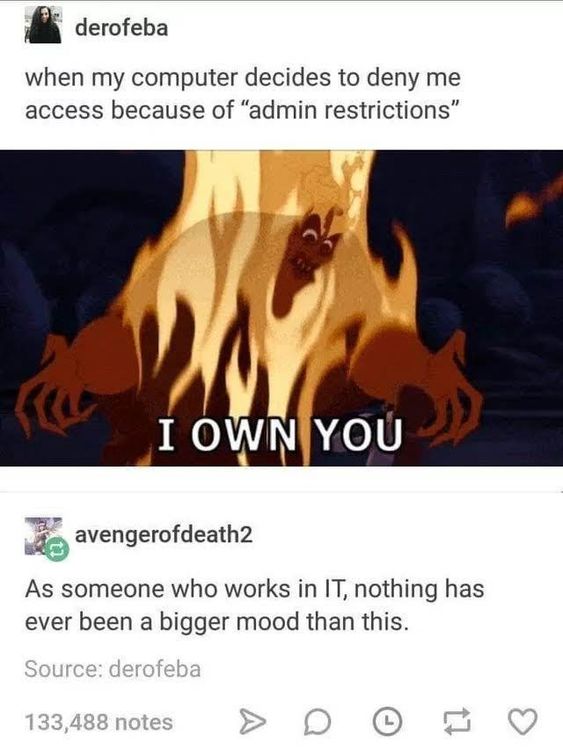 derofeba
when my computer decides to deny me
access because of “admin restrictions”
I OWN YOU
avengerofdeath2
As someone who works in IT, nothing has
ever been a bigger mood than this.
Source: derofeba
133,488 notes